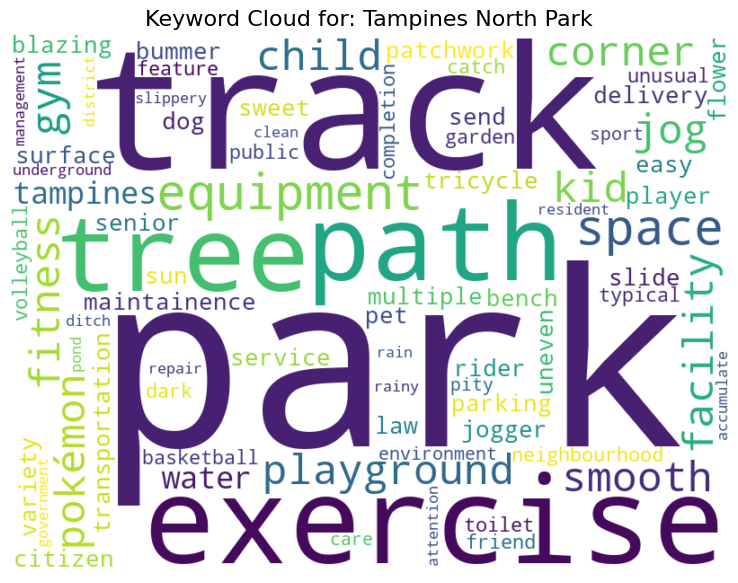 Keyword Cloud for: Tampines North Park
blazing
bummer
feature
child
patchwork
catch
corner
unusual
delivery
flower
management
gym
district
track
slippery
dog
sweet
clean
public
completion
send
garden
sport
jog
surface
underground
easy
tampines
equipment
tricycle
kid
player
resident
senior
tree
path
space
volleyball
fitness
sun
maintainence
multiple
bench
slide
typical
ditch
pet
facility
park
pond
repair
dark
service
rain
rainy
rider
pity
uneven
parking
accumulate
transportation
law
jogger
variety
government
pokémon
basketball
environment
neighbourhood
water
playground
smooth
exercise
citizen
care
attention
toilet
friend